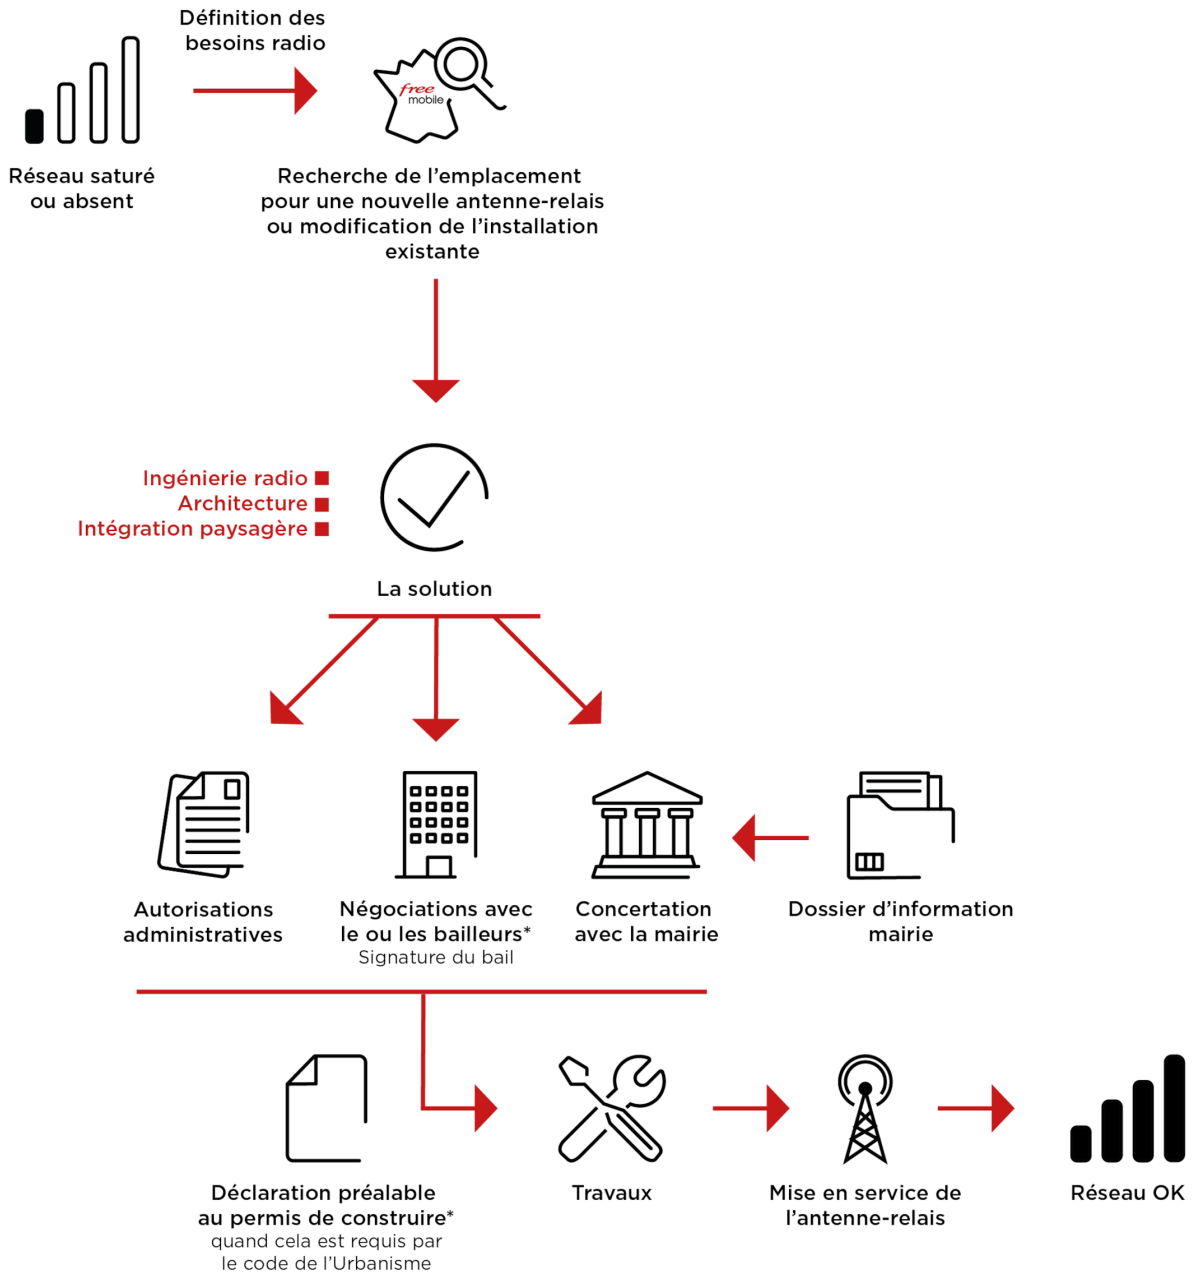 Définition des
besoins radio
free
mobile
Réseau saturé
ou absent
Recherche de l'emplacement
pour une nouvelle antenne-relais
ou modification de l'installation
existante
Ingénierie radio
Architecture
Intégration paysagère
La solution
Autorisations
administratives
Négociations avec
le ou les bailleurs*
Signature du bail
Concertation
avec la mairie
Dossier d'information
mairie
Déclaration préalable
au permis de construire*
quand cela est requis par
le code de l'Urbanisme
Travaux
Mise en service de
l'antenne-relais
Réseau OK